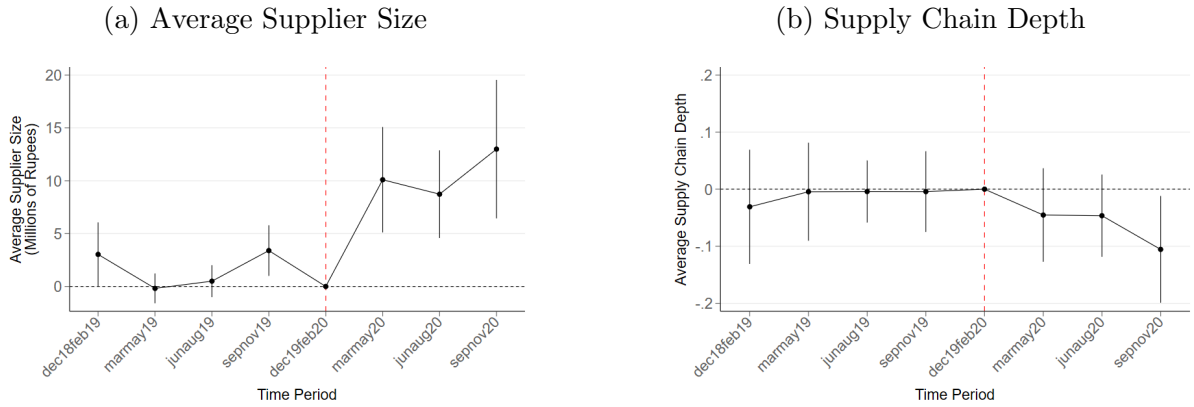 (a) Average Supplier Size
Average Supplier Size
(Millions of Rupees)
20
15
10
5
0
dec18feb19
marmay19
junaug19
sepnov19
dec19feb20
marmay20
junaug20
sepnov20
Time Period
(b) Supply Chain Depth
Average Supply Chain Depth
.2
.1
0
-.1
-.2
dec18feb19
marmay19
junaug19
sepnov19
dec19feb20
marmay20
junaug20
sepnov20
Time Period